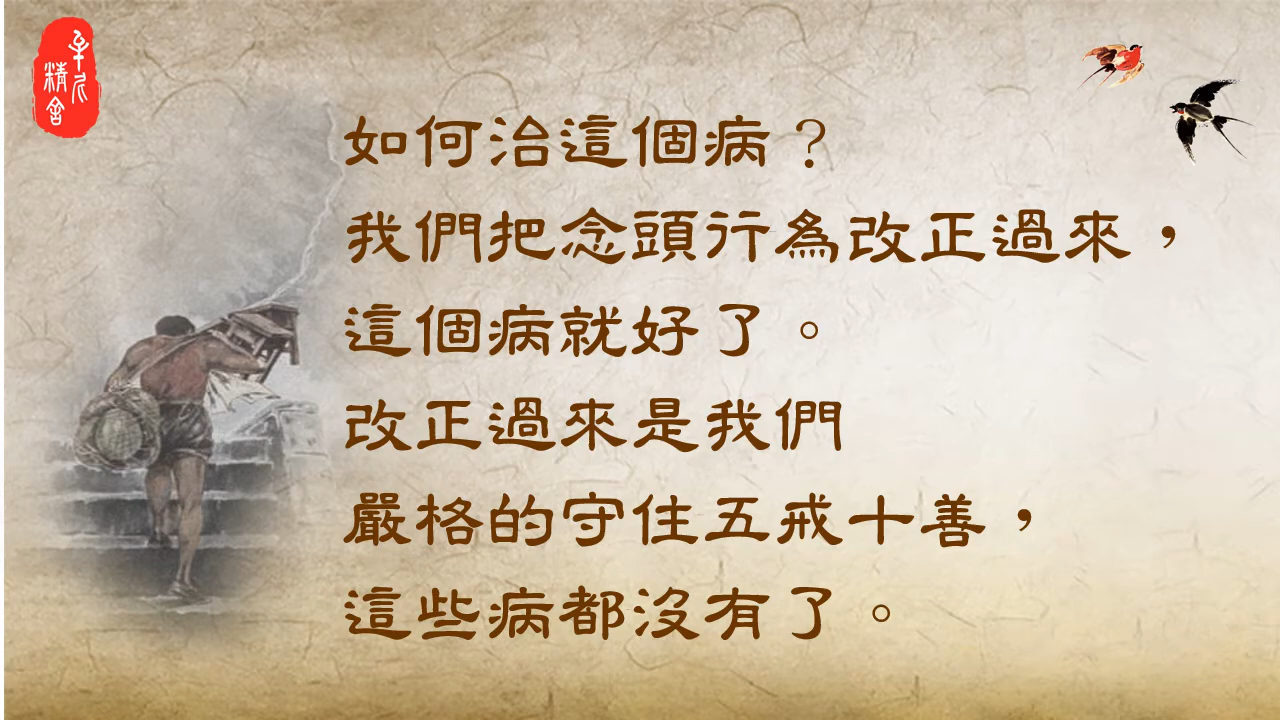 如何治這個病？
我們把念頭行為改正過來，
這個病就好了。
改正過來是我們
嚴格的守住五戒十善，
這些病都沒有了。
精舍